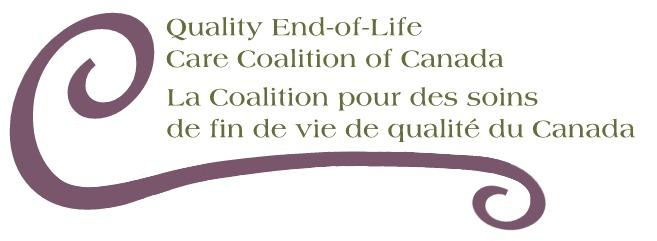 Quality End-of-Life
Care Coalition of Canada
La Coalition pour des soins
de fin de vie de qualité du Canada